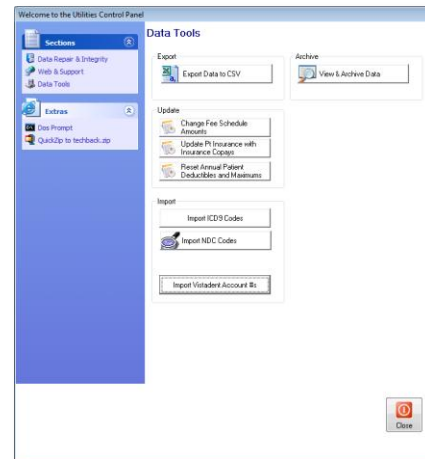 Welcome to the Utilities Control Panel
Sections
Data Repair & Integrity
Web & Support
Data Tools
Extras
Dos Prompt
QuickZip to techback.zip
Data Tools
Export
Export Data to CSV
Archive
View & Archive Data
Update
Change Fee Schedule
Amounts
Update Pt Insurance with
Insurance Copays
Reset Annual Patient
Deductibles and Maximums
Import
Import ICD9 Codes
Import NDC Codes
Import Vistadent Account #s
Close